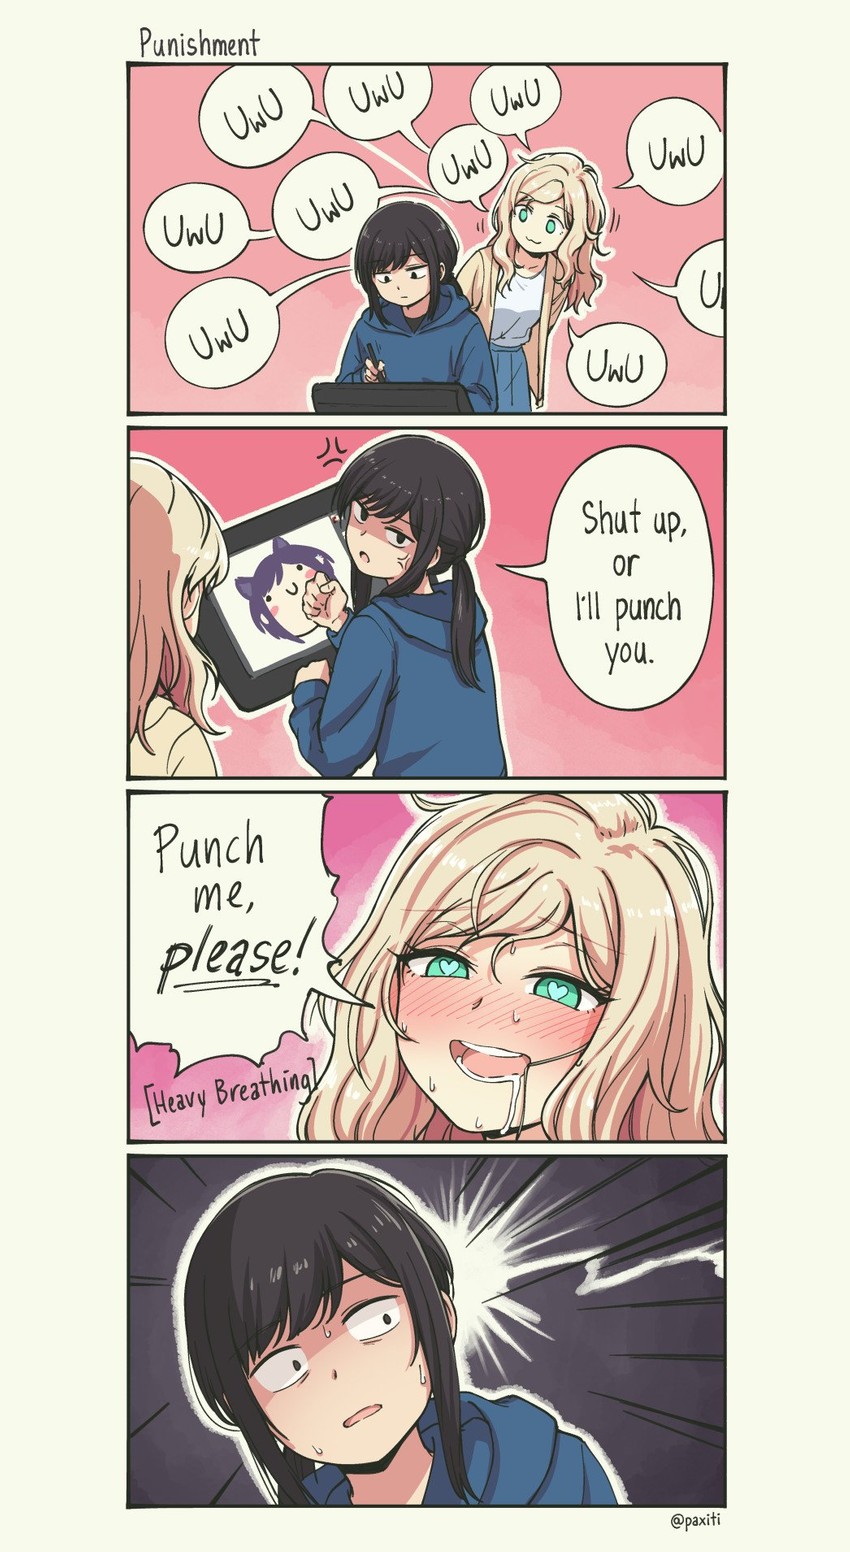 Punishment
UwU
UwU
UwU
UwU
UwU
UwU
UwU
UwU
U
UwU
Shut up,
or
I'll punch
you.
Punch
me,
please!
[Heavy Breathing]
@paxiti